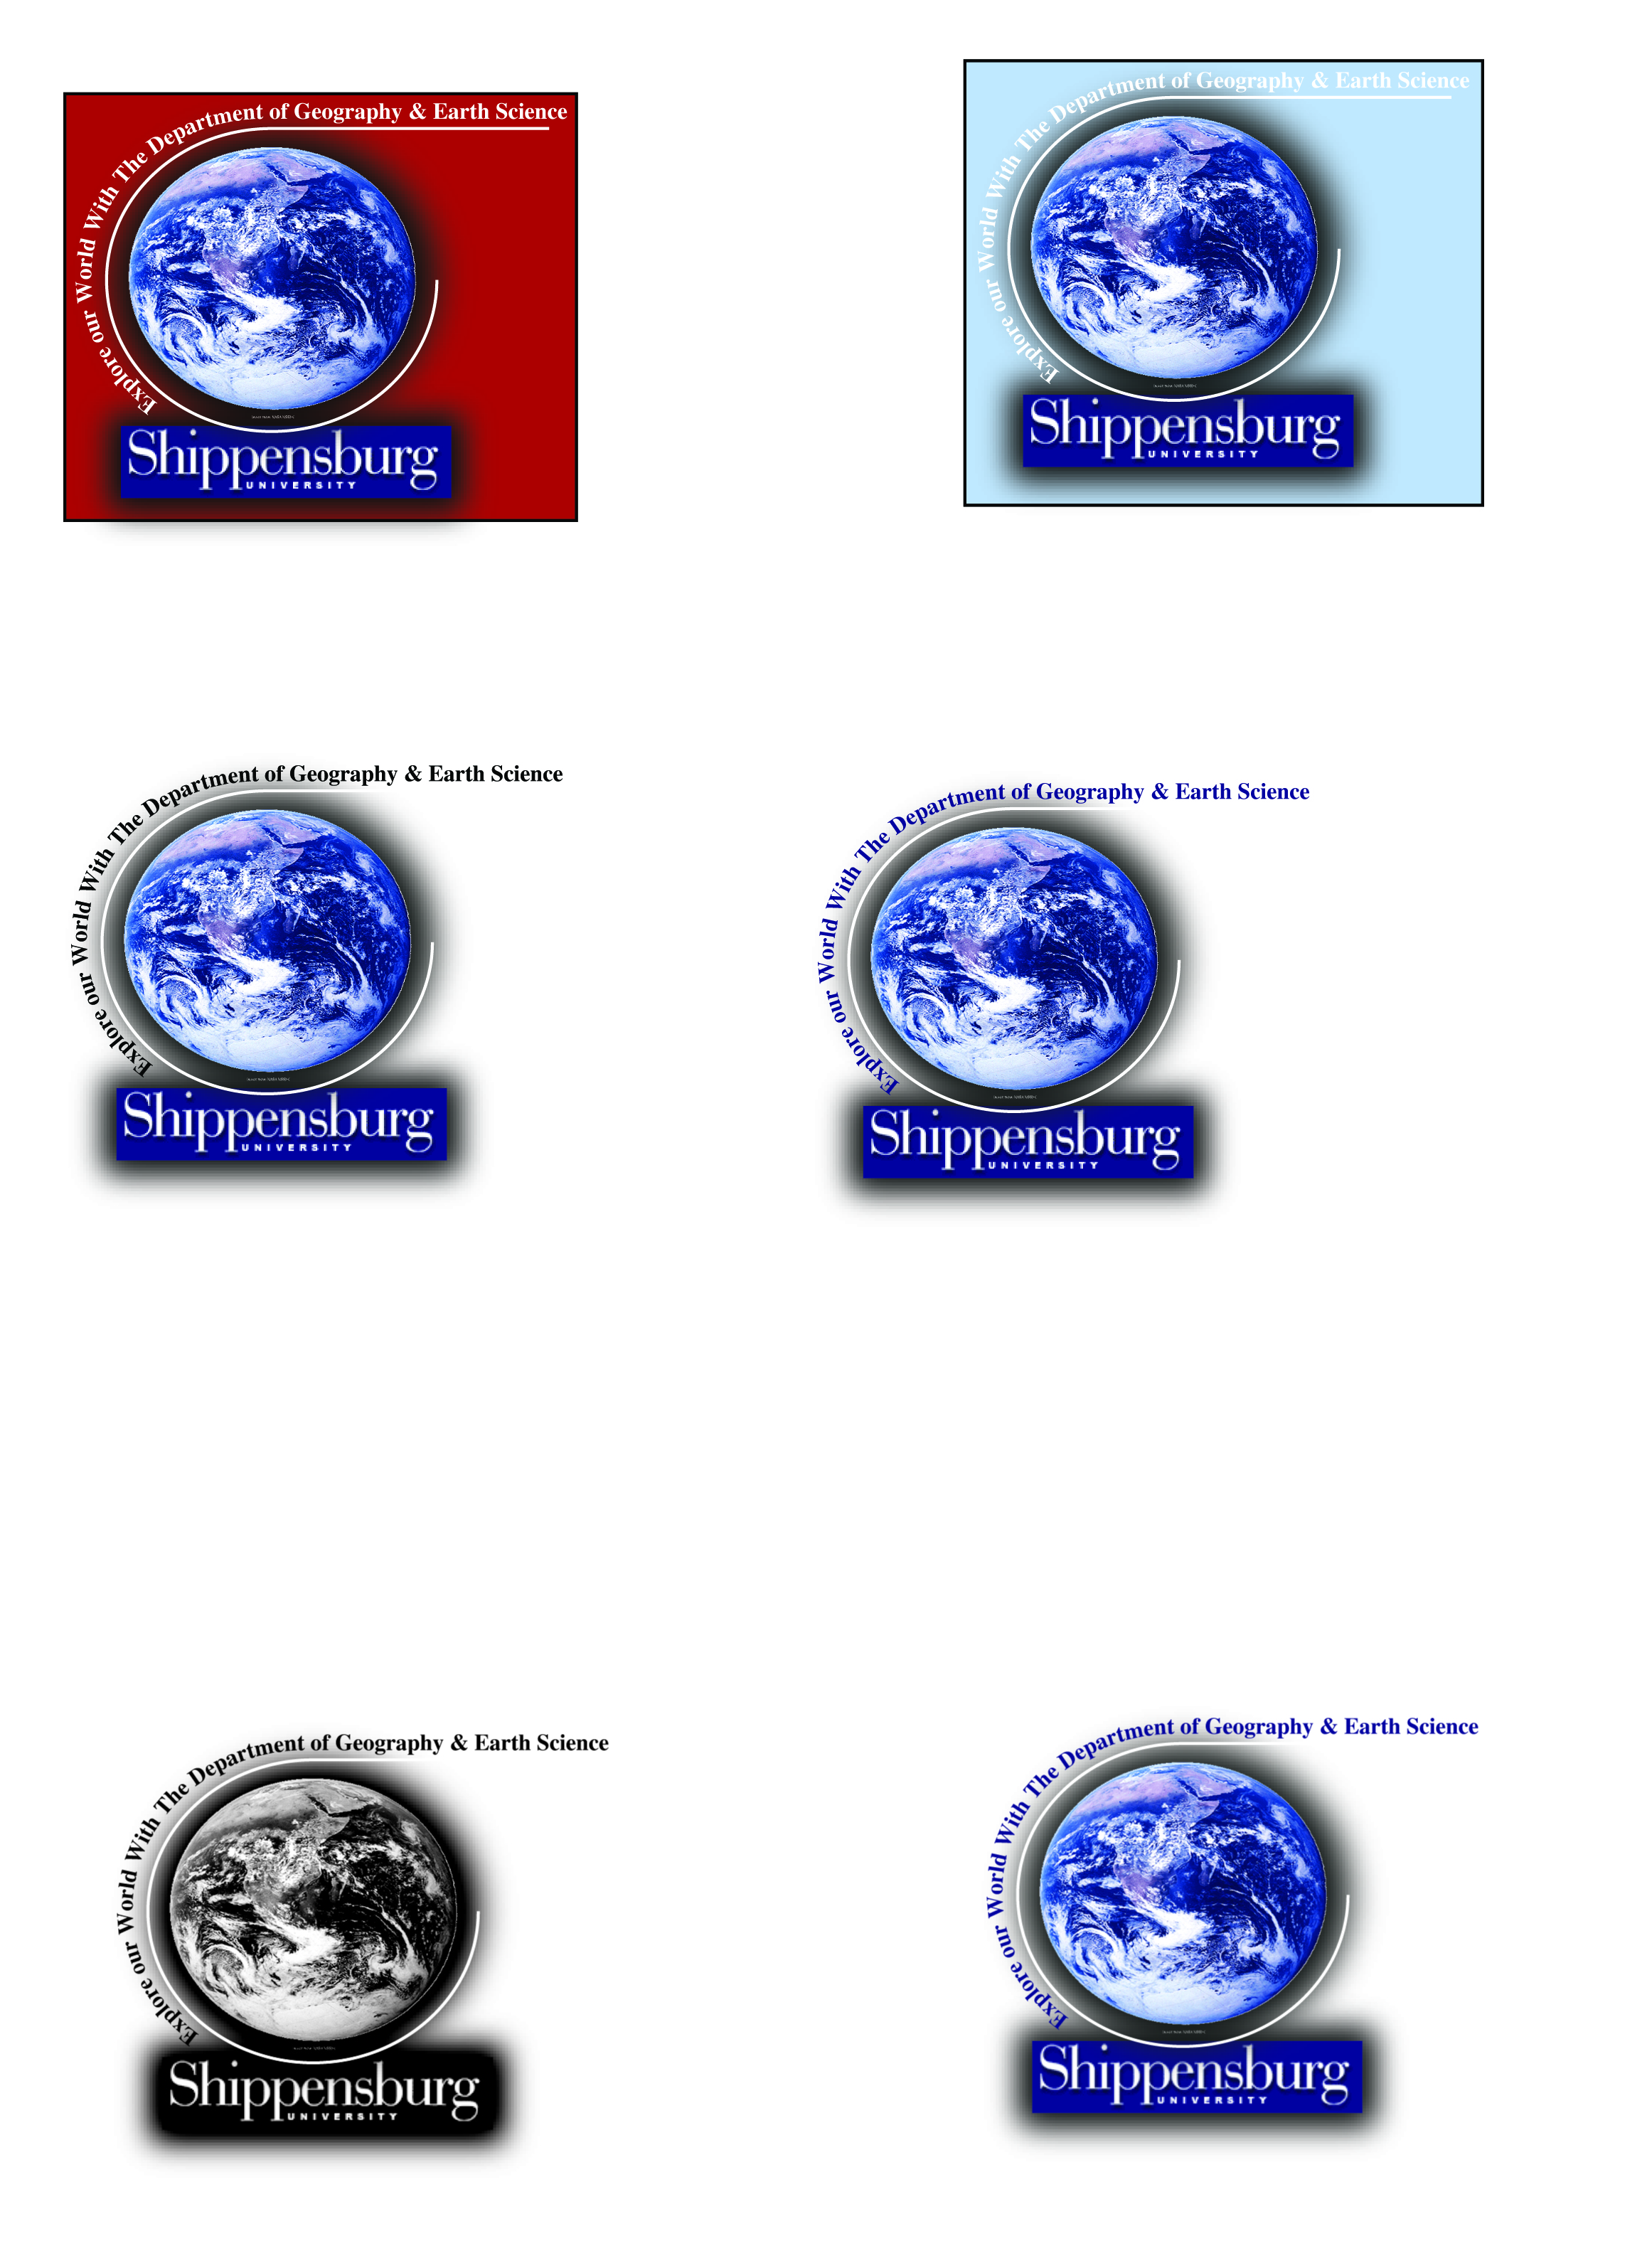 Explore our World With The Department of Geography & Earth Science
Shippensburg
UNIVERSITY
Explore our World With The Department of Geography & Earth Science
Shippensburg
UNIVERSITY
Explore our World With The Department of Geography & Earth Science
Shippensburg
UNIVERSITY
Explore our World With The Department of Geography & Earth Science
Shippensburg
UNIVERSITY
Explore our World With The Department of Geography & Earth Science
Shippensburg
UNIVERSITY
Explore our World With The Department of Geography & Earth Science
Shippensburg
UNIVERSITY